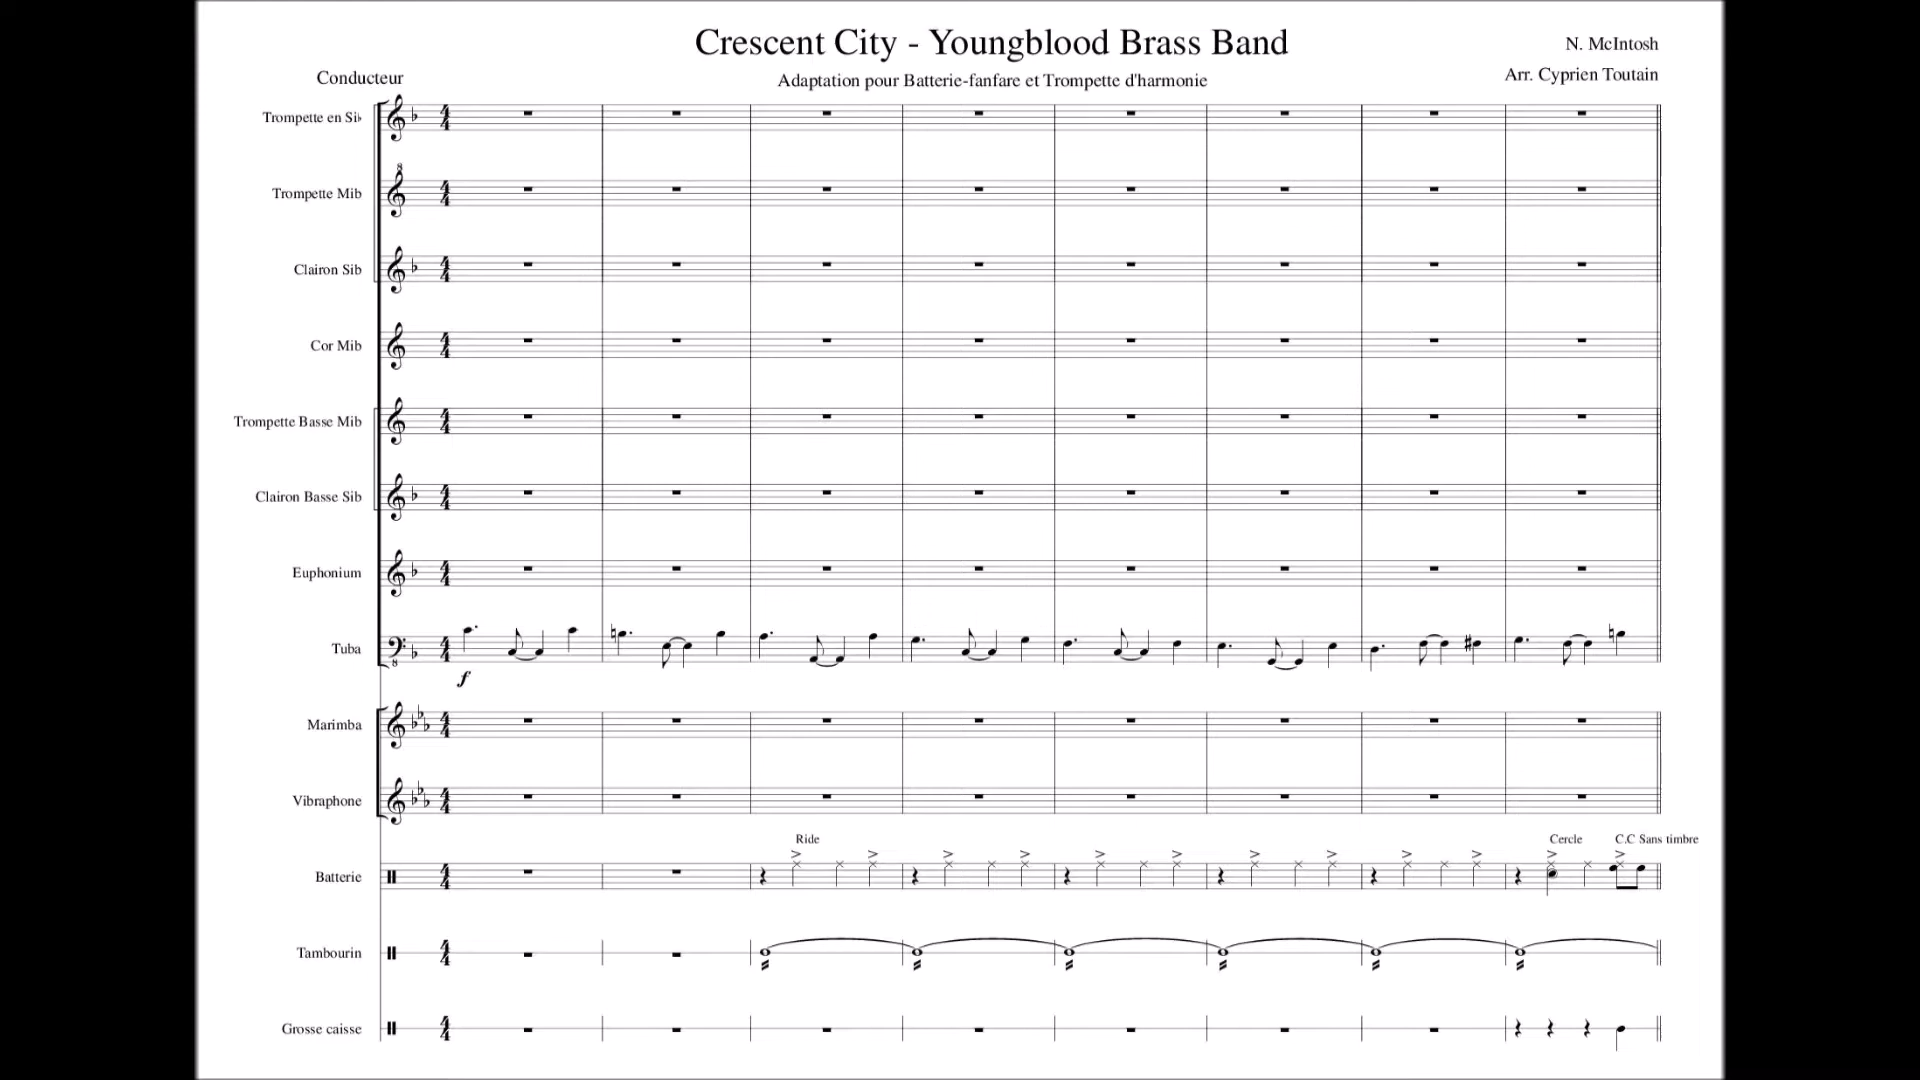 Crescent City - Youngblood Brass Band
N. McIntosh
Conducteur
Adaptation pour Batterie-fanfare et Trompette d'harmonie
Arr. Cyprien Toutain
Trompette en Si♭
Trompette Mib
Clairon Sib
Cor Mib
Trompette Basse Mib
Clairon Basse Sib
Euphonium
Tuba
f
Marimba
Vibraphone
Ride
Cercle
C.C Sans timbre
Batterie
Tambourin
Grosse caisse